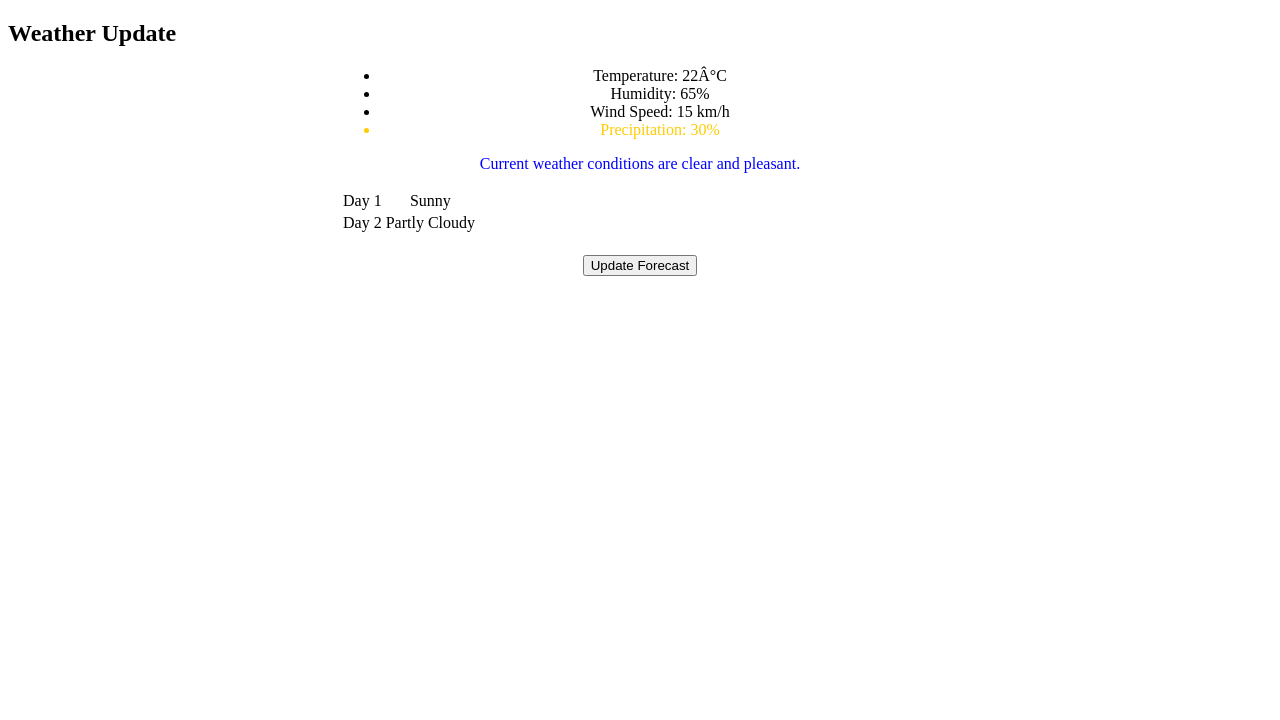 Weather Update
Temperature: 22Â°C
Humidity: 65%
Wind Speed: 15 km/h
Precipitation: 30%
Current weather conditions are clear and pleasant.
Day 1 Sunny
Day 2 Partly Cloudy
Update Forecast